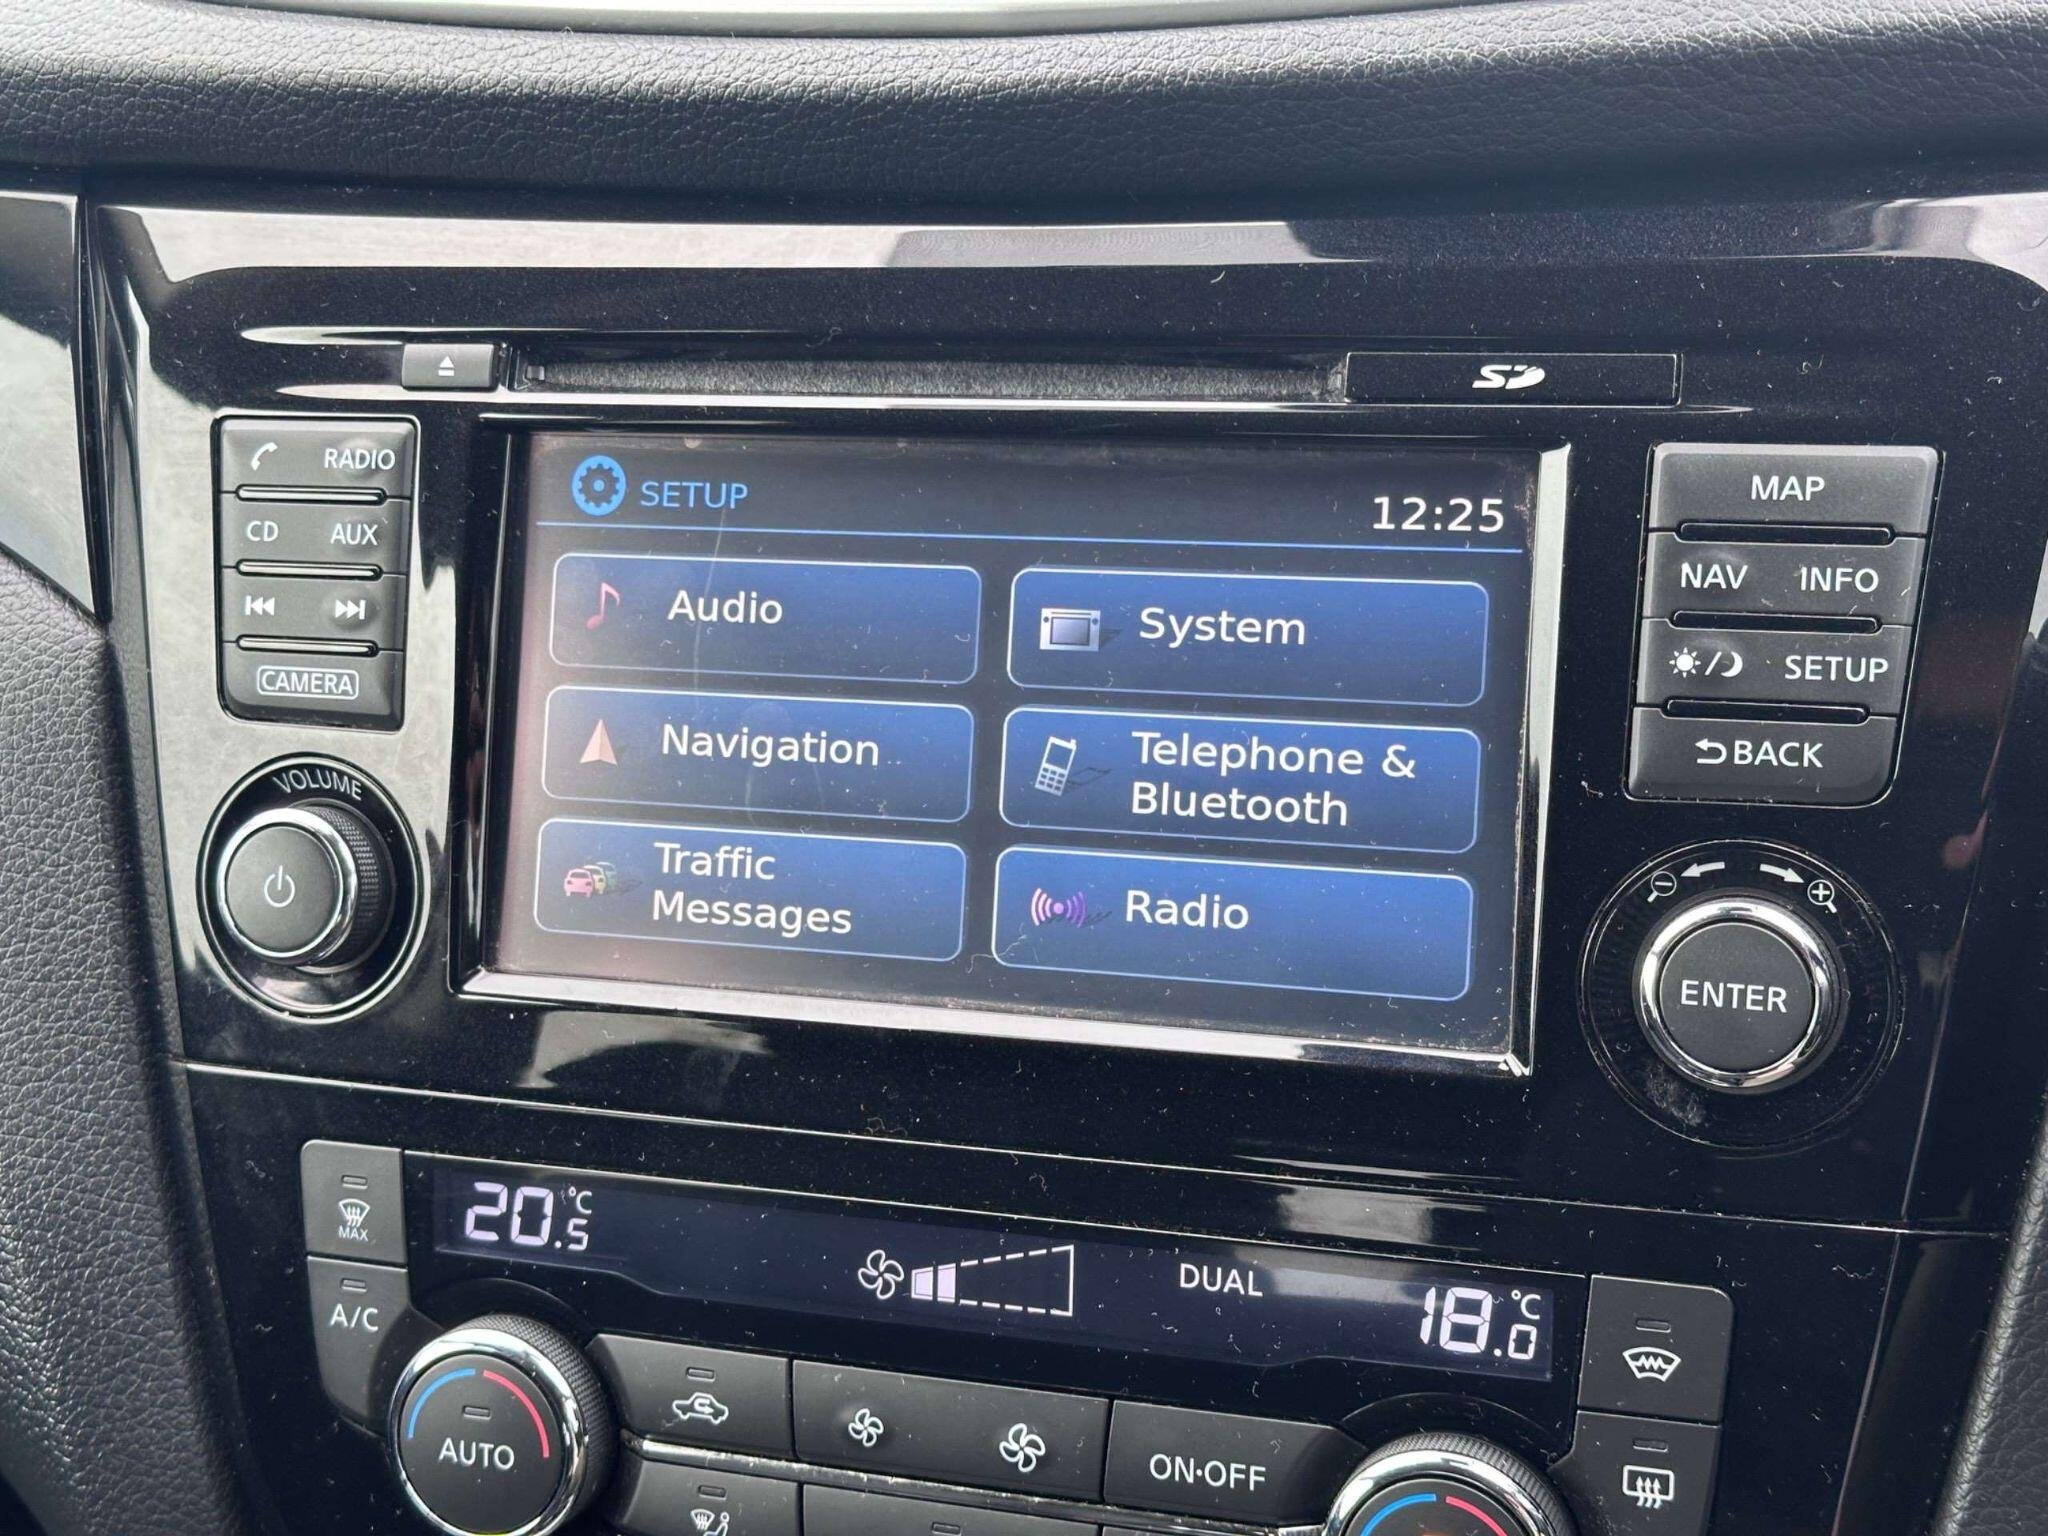 SD
RADIO
CD AUX
CAMERA
VOLUME
SETUP
12:25
Audio
System
Navigation
Telephone &
Bluetooth
Traffic
Messages
Radio
MAP
NAV INFO
SETUP
BACK
ENTER
MAX
A/C
20.5 °C
DUAL
18.0 °C
AUTO
ON·OFF